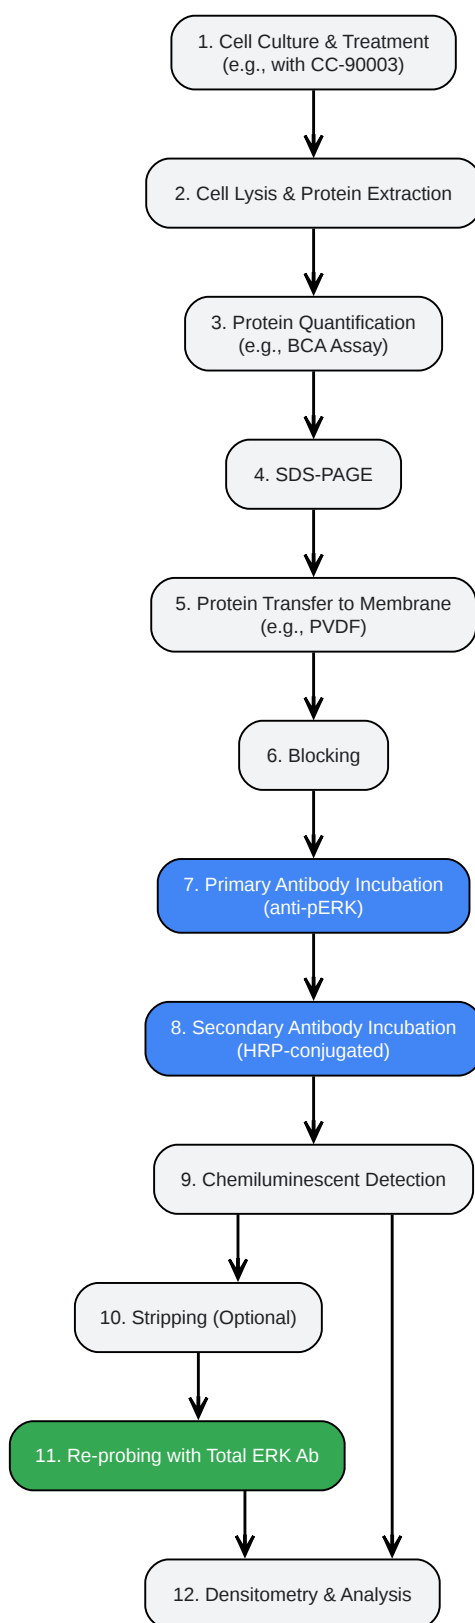 1. Cell Culture & Treatment
(e.g., with CC-90003)
2. Cell Lysis & Protein Extraction
3. Protein Quantification
(e.g., BCA Assay)
4. SDS-PAGE
5. Protein Transfer to Membrane
(e.g., PVDF)
6. Blocking
7. Primary Antibody Incubation
(anti-pERK)
8. Secondary Antibody Incubation
(HRP-conjugated)
9. Chemiluminescent Detection
10. Stripping (Optional)
11. Re-probing with Total ERK Ab
12. Densitometry & Analysis